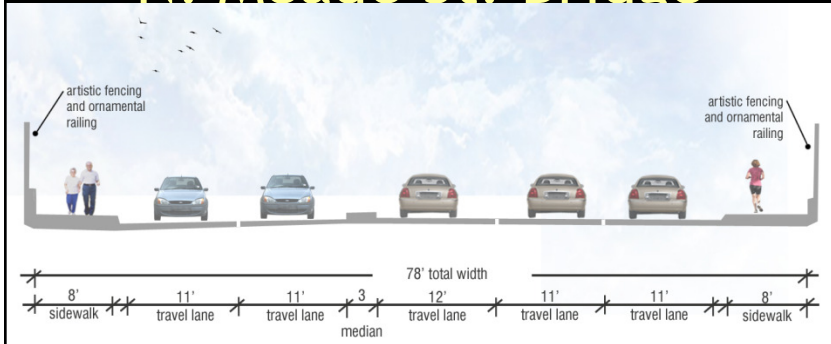 artistic fencing
and ornamental
railing
artistic fencing
and ornamental
railing
78' total width
8'
sidewalk
11'
travel lane
11'
travel lane
3
median
12'
travel lane
11'
travel lane
11'
travel lane
8'
sidewalk